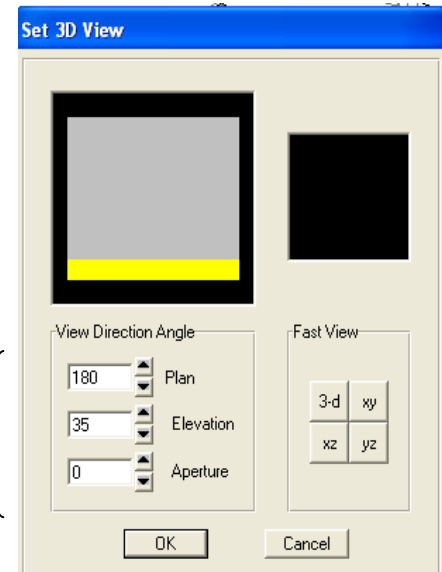 Set 3D View
View Direction Angle
180 Plan
35 Elevation
0 Aperture
Fast View
3-d xy
xz yz
OK Cancel